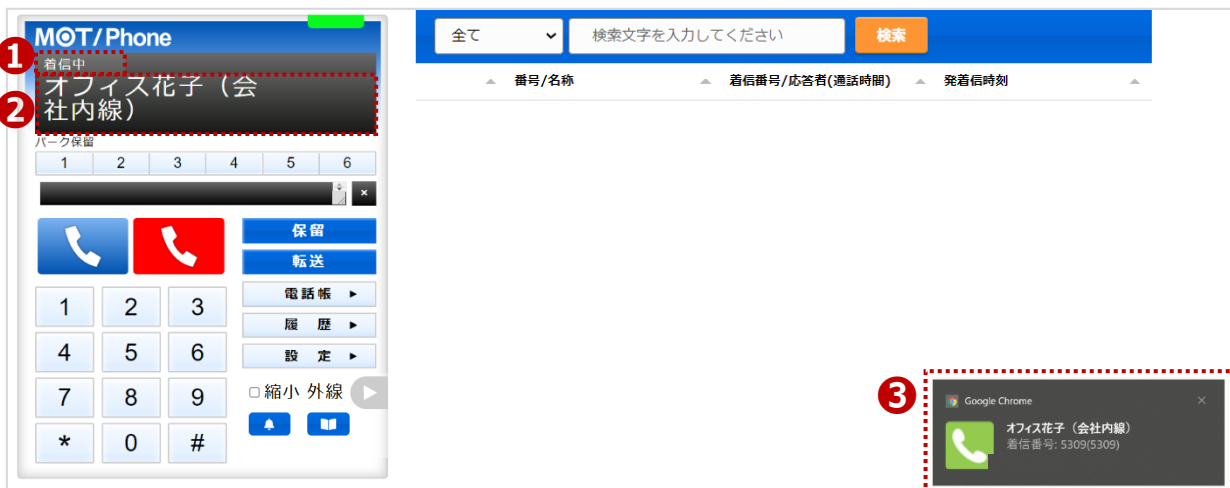 MOT/Phone
1
着信中
2
オフィス花子（会
社内線）
パーク保留
1 2 3 4 5 6
×
保留
転送
電話帳 ►
履 歴 ►
設 定 ►
1 2 3
4 5 6
7 8 9
* 0 #
縮小 外線
全て
検索文字を入力してください
検索
番号/名称
着信番号/応答者(通話時間)
発着信時刻
3
Google Chrome
オフィス花子（会社内線）
着信番号: 5309(5309)